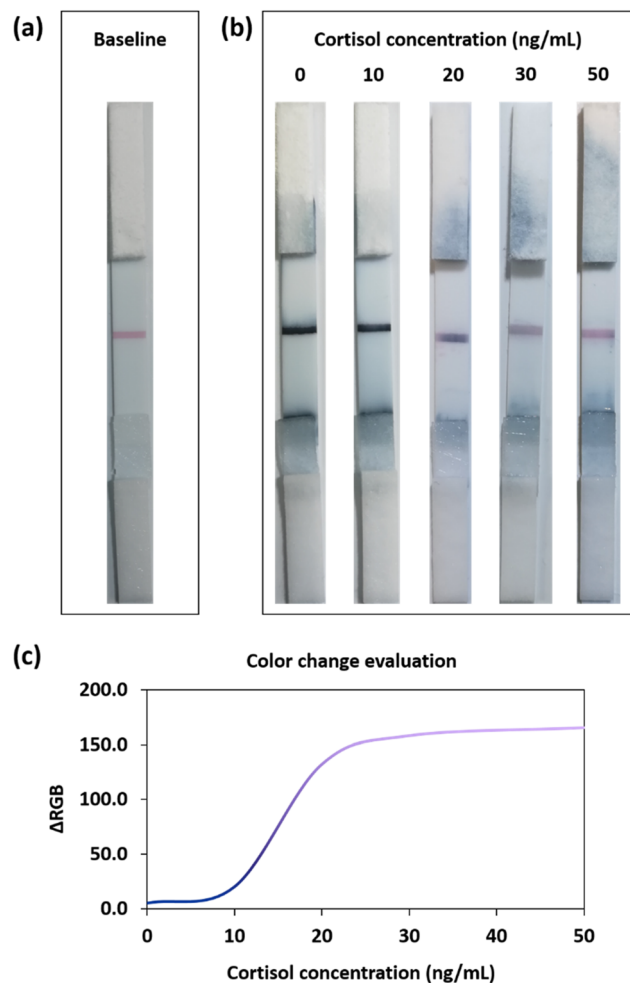 (a)
Baseline
(b)
Cortisol concentration (ng/mL)
0 10 20 30 50
(c)
Color change evaluation
200.0
150.0
100.0
50.0
0.0
ΔRGB
0 10 20 30 40 50
Cortisol concentration (ng/mL)